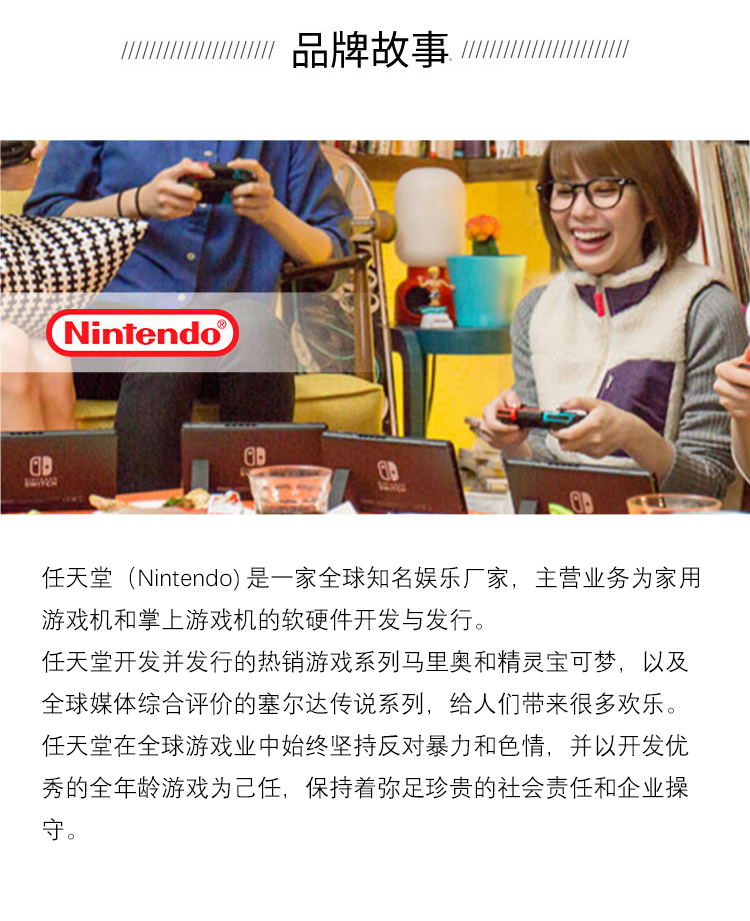 品牌故事
Nintendo®
SWITCH
任天堂（Nintendo) 是一家全球知名娱乐厂家，主营业务为家用
游戏机和掌上游戏机的软硬件开发与发行。
任天堂开发并发行的热销游戏系列马里奥和精灵宝可梦，以及
全球媒体综合评价的塞尔达传说系列，给人们带来很多欢乐。
任天堂在全球游戏业中始终坚持反对暴力和色情，并以开发优
秀的全年龄游戏为己任，保持着弥足珍贵的社会责任和企业操
守。